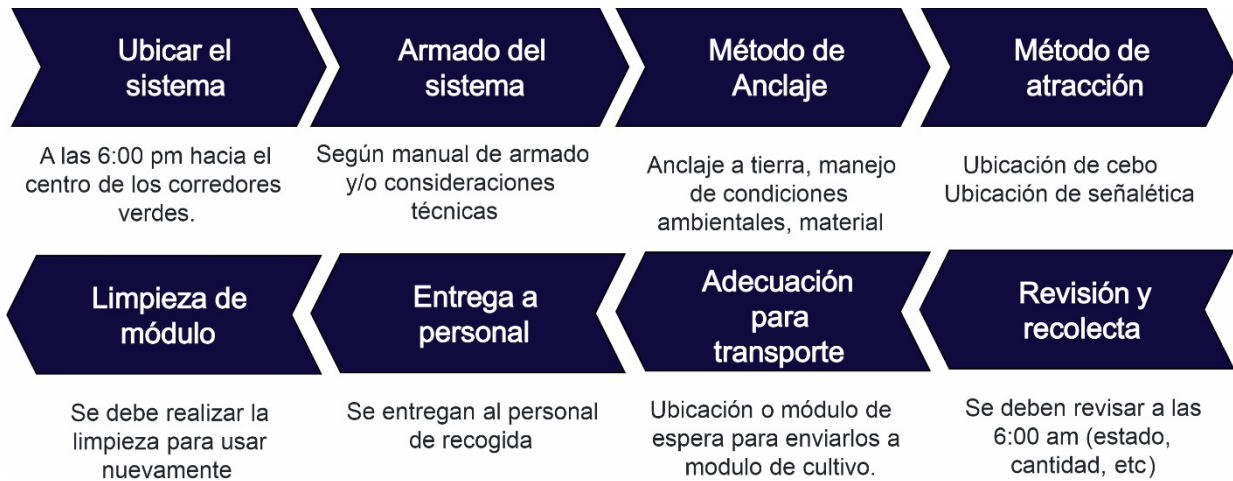 Ubicar el
sistema
A las 6:00 pm hacia el
centro de los corredores
verdes.
Armado del
sistema
Según manual de armado
y/o consideraciones
técnicas
Método de
Anclaje
Anclaje a tierra, manejo
de condiciones
ambientales, material
Método de
atracción
Ubicación de cebo
Ubicación de señalética
Revisión y
recolecta
Se deben revisar a las
6:00 am (estado,
cantidad, etc)
Adecuación
para
transporte
Ubicación o módulo de
espera para enviarlos a
modulo de cultivo.
Entrega a
personal
Se entregan al personal
de recogida
Limpieza de
módulo
Se debe realizar la
limpieza para usar
nuevamente